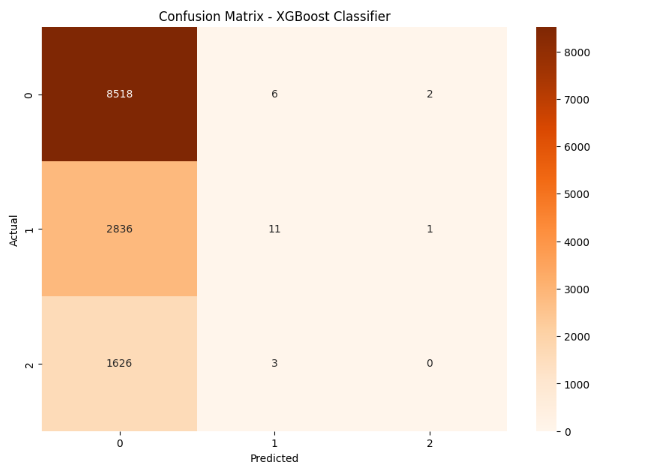 Confusion Matrix - XGBoost Classifier
8518 6 2
2836 11 1
1626 3 0
0
1
2
Actual
0 1 2
Predicted
8000
7000
6000
5000
4000
3000
2000
1000
0